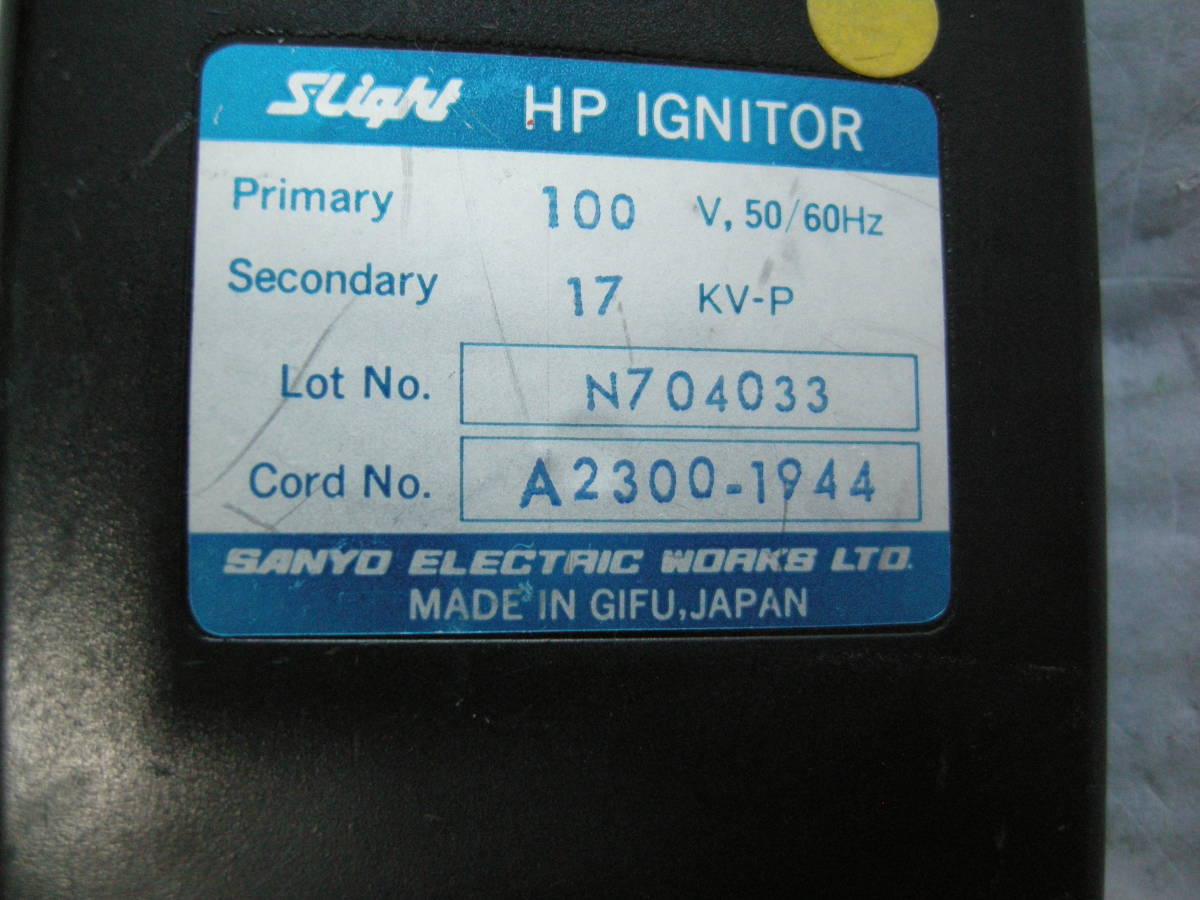 SLight HP IGNITOR
Primary 100 V, 50/60Hz
Secondary 17 KV-P
Lot No. N704033
Cord No. A2300-1944
SANYO ELECTRIC WORKS LTD.
MADE IN GIFU, JAPAN